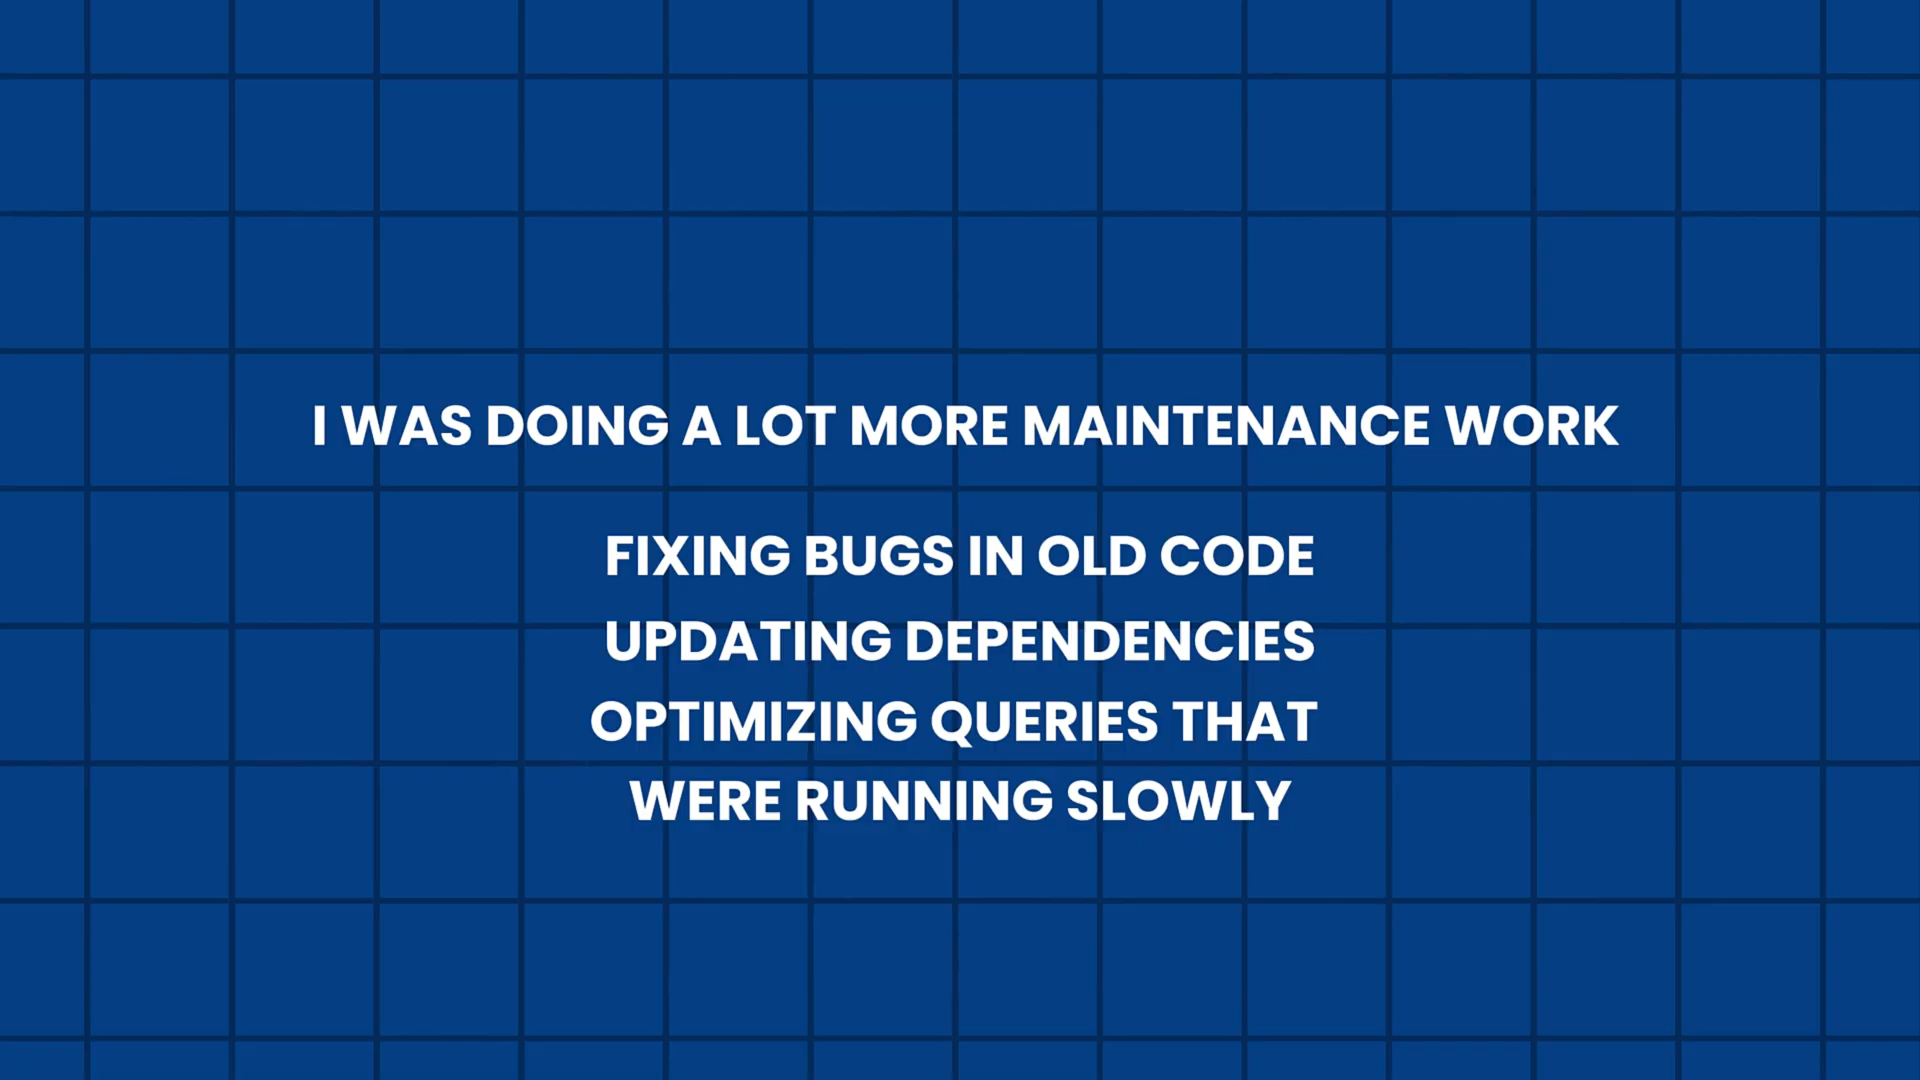 I WAS DOING A LOT MORE MAINTENANCE WORK
FIXING BUGS IN OLD CODE
UPDATING DEPENDENCIES
OPTIMIZING QUERIES THAT
WERE RUNNING SLOWLY